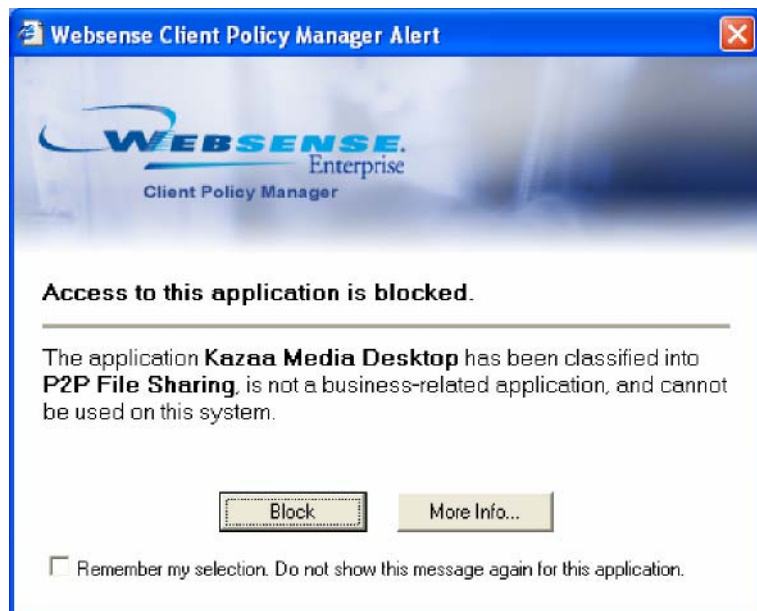 Websense Client Policy Manager Alert
WEBSENSE.
Enterprise
Client Policy Manager
Access to this application is blocked.
The application Kazaa Media Desktop has been classified into
P2P File Sharing, is not a business-related application, and cannot
be used on this system.
Block
More Info...
Remember my selection. Do not show this message again for this application.